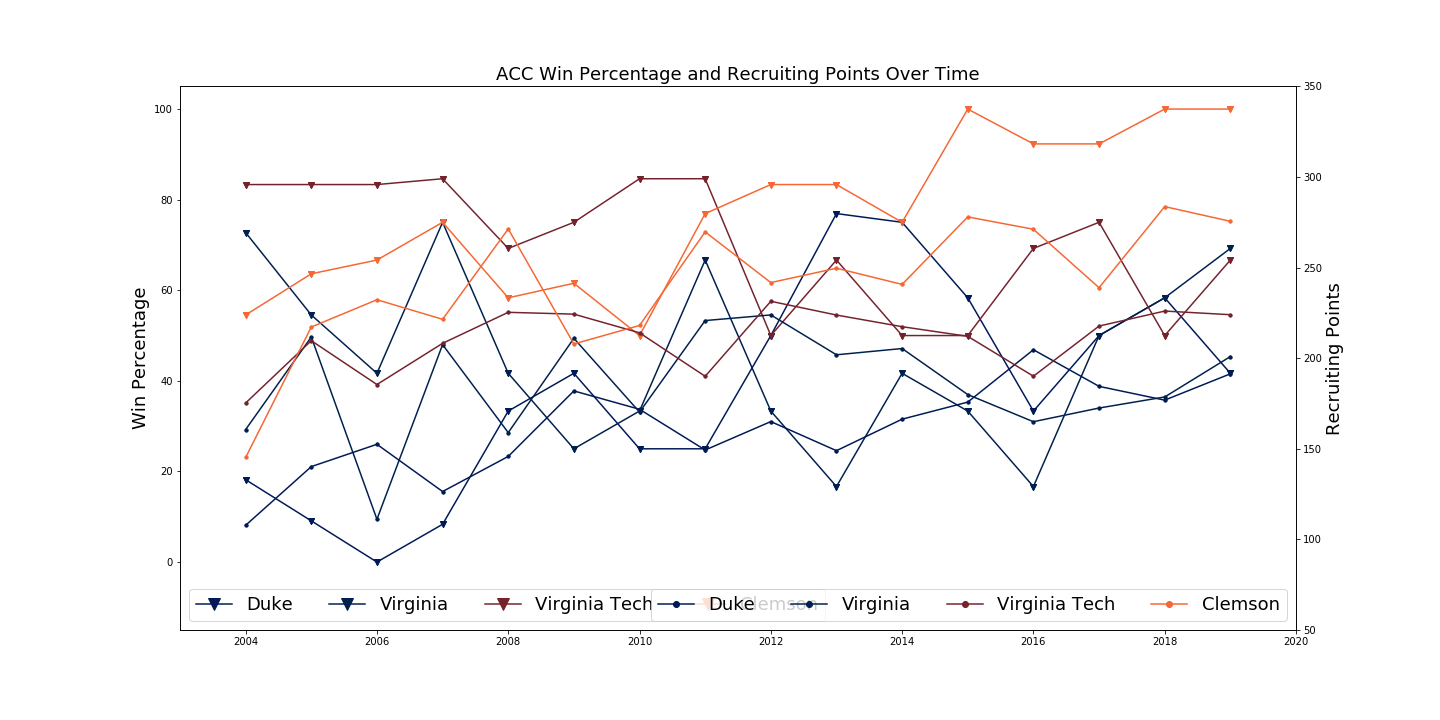 ACC Win Percentage and Recruiting Points Over Time
Win Percentage
100
80
60
40
20
0
350
300
250
200
150
100
50
Recruiting Points
Duke Virginia Virginia Tech Clemson
Duke Virginia Virginia Tech Clemson
2004 2006 2008 2010 2012 2014 2016 2018 2020